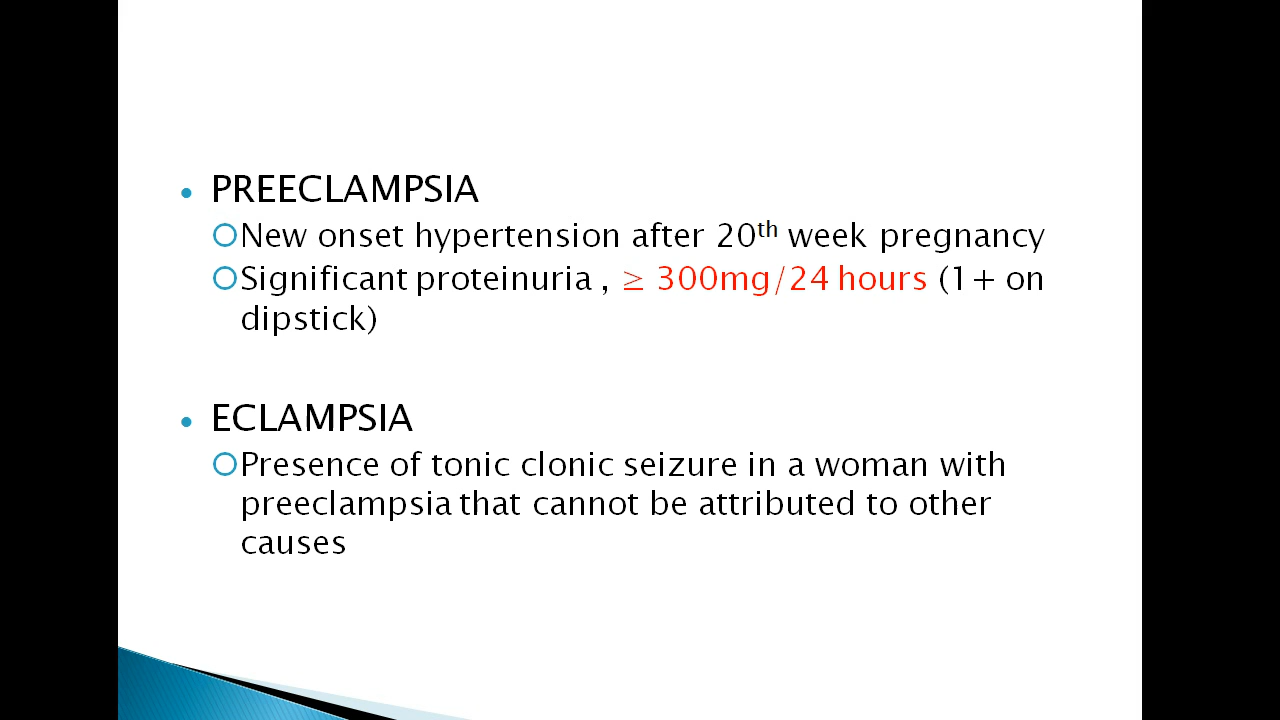 • PREECLAMPSIA
○New onset hypertension after 20th week pregnancy
○Significant proteinuria , ≥ 300mg/24 hours (1+ on
dipstick)
• ECLAMPSIA
○Presence of tonic clonic seizure in a woman with
preeclampsia that cannot be attributed to other
causes